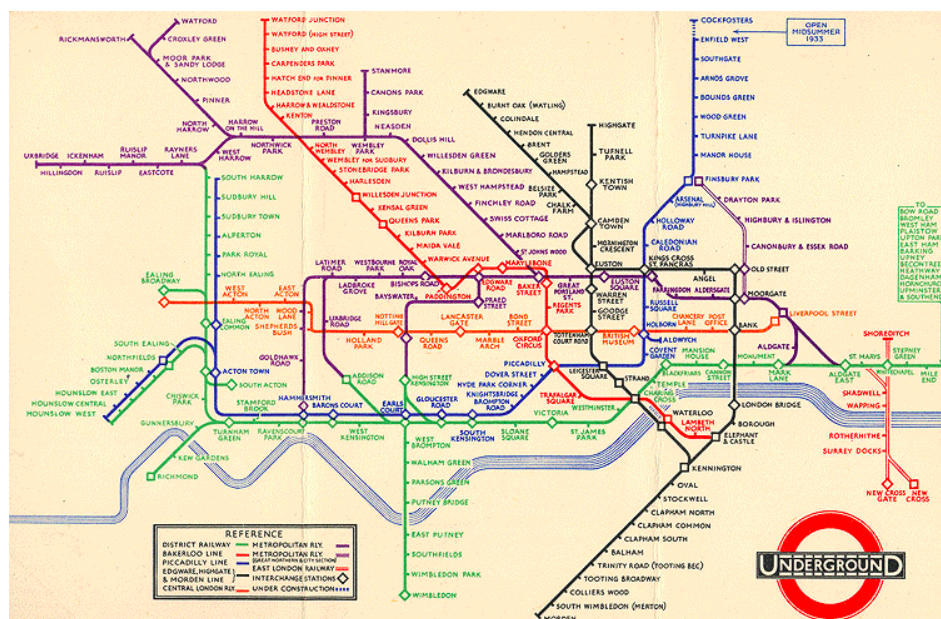 WATFORD
CROXLEY GREEN
RICKMANSWORTH
MOOR PARK
& SANDY LODGE
NORTHWOOD
PINNER
NORTH
HARROW
HARROW
ON THE HILL
NORTHWICK
PARK
PRESTON
ROAD
WEMBLEY
PARK
NEASDEN
STANMORE
CANONS PARK
KINGSBURY
DOLLIS HILL
WILLESDEN GREEN
KILBURN & BRONDESBURY
WEST HAMPSTEAD
FINCHLEY ROAD
SWISS COTTAGE
MARLBORO ROAD
ST. JOHNS WOOD
WATFORD JUNCTION
WATFORD (HIGH STREET)
BUSHEY AND OXHEY
CARPENDERS PARK
HATCH END FOR PINNER
HEADSTONE LANE
HARROW & WEALDSTONE
KENTON
NORTH
WEMBLEY
WEMBLEY FOR SUDBURY
STONEBRIDGE PARK
HARLESDEN
WILLESDEN JUNCTION
KENSAL GREEN
QUEENS PARK
KILBURN PARK
MAIDA VALE
WARWICK AVENUE
PADDINGTON
EDGWARE
ROAD
MARYLEBONE
BAKER
STREET
REGENTS
PARK
OXFORD
CIRCUS
PICCADILLY
TRAFALGAR
SQUARE
CHARING
CROSS
WATERLOO
LAMBETH
NORTH
ELEPHANT
& CASTLE
EDGWARE
BURNT OAK (WATLING)
COLINDALE
HENDON CENTRAL
BRENT
GOLDERS
GREEN
HAMPSTEAD
BELSIZE
PARK
CHALK
FARM
HIGHGATE
TUFNELL
PARK
KENTISH
TOWN
CAMDEN
TOWN
MORNINGTON
CRESCENT
EUSTON
WARREN
STREET
GOODGE
STREET
TOTTENHAM
COURT ROAD
LEICESTER
SQUARE
STRAND
KENNINGTON
OVAL
STOCKWELL
CLAPHAM NORTH
CLAPHAM COMMON
CLAPHAM SOUTH
BALHAM
TRINITY ROAD (TOOTING BEC)
TOOTING BROADWAY
COLLIERS WOOD
SOUTH WIMBLEDON (MERTON)
MORDEN
COCKFOSTERS
OPEN
MIDSUMMER
1933
ENFIELD WEST
SOUTHGATE
ARNOS GROVE
BOUNDS GREEN
WOOD GREEN
TURNPIKE LANE
MANOR HOUSE
FINSBURY PARK
ARSENAL
(HIGHBURY HILL)
HOLLOWAY
ROAD
CALEDONIAN
ROAD
KINGS CROSS
ST. PANCRAS
RUSSELL
SQUARE
HOLBORN
ALDWYCH
COVENT
GARDEN
DRAYTON PARK
HIGHBURY & ISLINGTON
CANONBURY & ESSEX ROAD
OLD STREET
MOORGATE
ANGEL
FARRINGDON
ALDERSGATE
BANK
LONDON BRIDGE
BOROUGH
TO
BOW ROAD
BROMLEY
WEST HAM
PLAISTOW
UPTON PARK
EAST HAM
BARKING
UPNEY
BECONTREE
HEATHWAY
DAGENHAM
HORNCHURCH
UPMINSTER
& SOUTHEND
UXBRIDGE
ICKENHAM
RUISLIP
MANOR
RAYNERS
LANE
HILLINGDON
RUISLIP
EASTCOTE
WEST
HARROW
SOUTH HARROW
SUDBURY HILL
SUDBURY TOWN
ALPERTON
PARK ROYAL
NORTH EALING
EALING
BROADWAY
EALING
COMMON
WEST
ACTON
EAST
ACTON
NORTH
ACTON
WOOD
LANE
SHEPHERDS
BUSH
LATIMER
ROAD
LADBROKE
GROVE
WESTBOURNE
PARK
ROYAL
OAK
BISHOPS ROAD
BAYSWATER
PRAED
STREET
GREAT
PORTLAND
ST.
EUSTON
SQUARE
UXBRIDGE
ROAD
HOLLAND
PARK
NOTTING
HILL GATE
QUEENS
ROAD
LANCASTER
GATE
MARBLE
ARCH
BOND
STREET
BRITISH
MUSEUM
CHANCERY
LANE
POST
OFFICE
LIVERPOOL STREET
ALDGATE
SHOREDITCH
SOUTH EALING
NORTHFIELDS
BOSTON MANOR
OSTERLEY
HOUNSLOW EAST
HOUNSLOW CENTRAL
HOUNSLOW WEST
ACTON TOWN
SOUTH ACTON
CHISWICK
PARK
GOLDHAWK
ROAD
HAMMERSMITH
ADDISON
ROAD
HIGH STREET
KENSINGTON
BARONS COURT
EARLS
COURT
GLOUCESTER
ROAD
SOUTH
KENSINGTON
BROMPTON
ROAD
KNIGHTSBRIDGE
HYDE PARK CORNER
DOVER STREET
STAMFORD
BROOK
GUNNERSBURY
TURNHAM
GREEN
RAVENSCOURT
PARK
WEST
KENSINGTON
SLOANE
SQUARE
VICTORIA
ST. JAMES
PARK
WESTMINSTER
TEMPLE
BLACKFRIARS
MANSION
HOUSE
CANNON
STREET
MONUMENT
MARK
LANE
ALDGATE
EAST
ST. MARYS
WHITECHAPEL
STEPNEY
GREEN
MILE
END
SHADWELL
WAPPING
ROTHERHITHE
SURREY DOCKS
NEW CROSS
GATE
NEW
CROSS
KEW GARDENS
RICHMOND
WEST
BROMPTON
WALHAM GREEN
PARSONS GREEN
PUTNEY BRIDGE
EAST PUTNEY
SOUTHFIELDS
WIMBLEDON PARK
WIMBLEDON
REFERENCE
DISTRICT RAILWAY
BAKERLOO LINE
PICCADILLY LINE
EDGWARE, HIGHGATE
& MORDEN LINE
CENTRAL LONDON RLY.
METROPOLITAN RLY.
METROPOLITAN RLY.
(GREAT NORTHERN & CITY SECTION)
EAST LONDON RAILWAY
INTERCHANGE STATIONS
UNDER CONSTRUCTION
UNDERGROUND